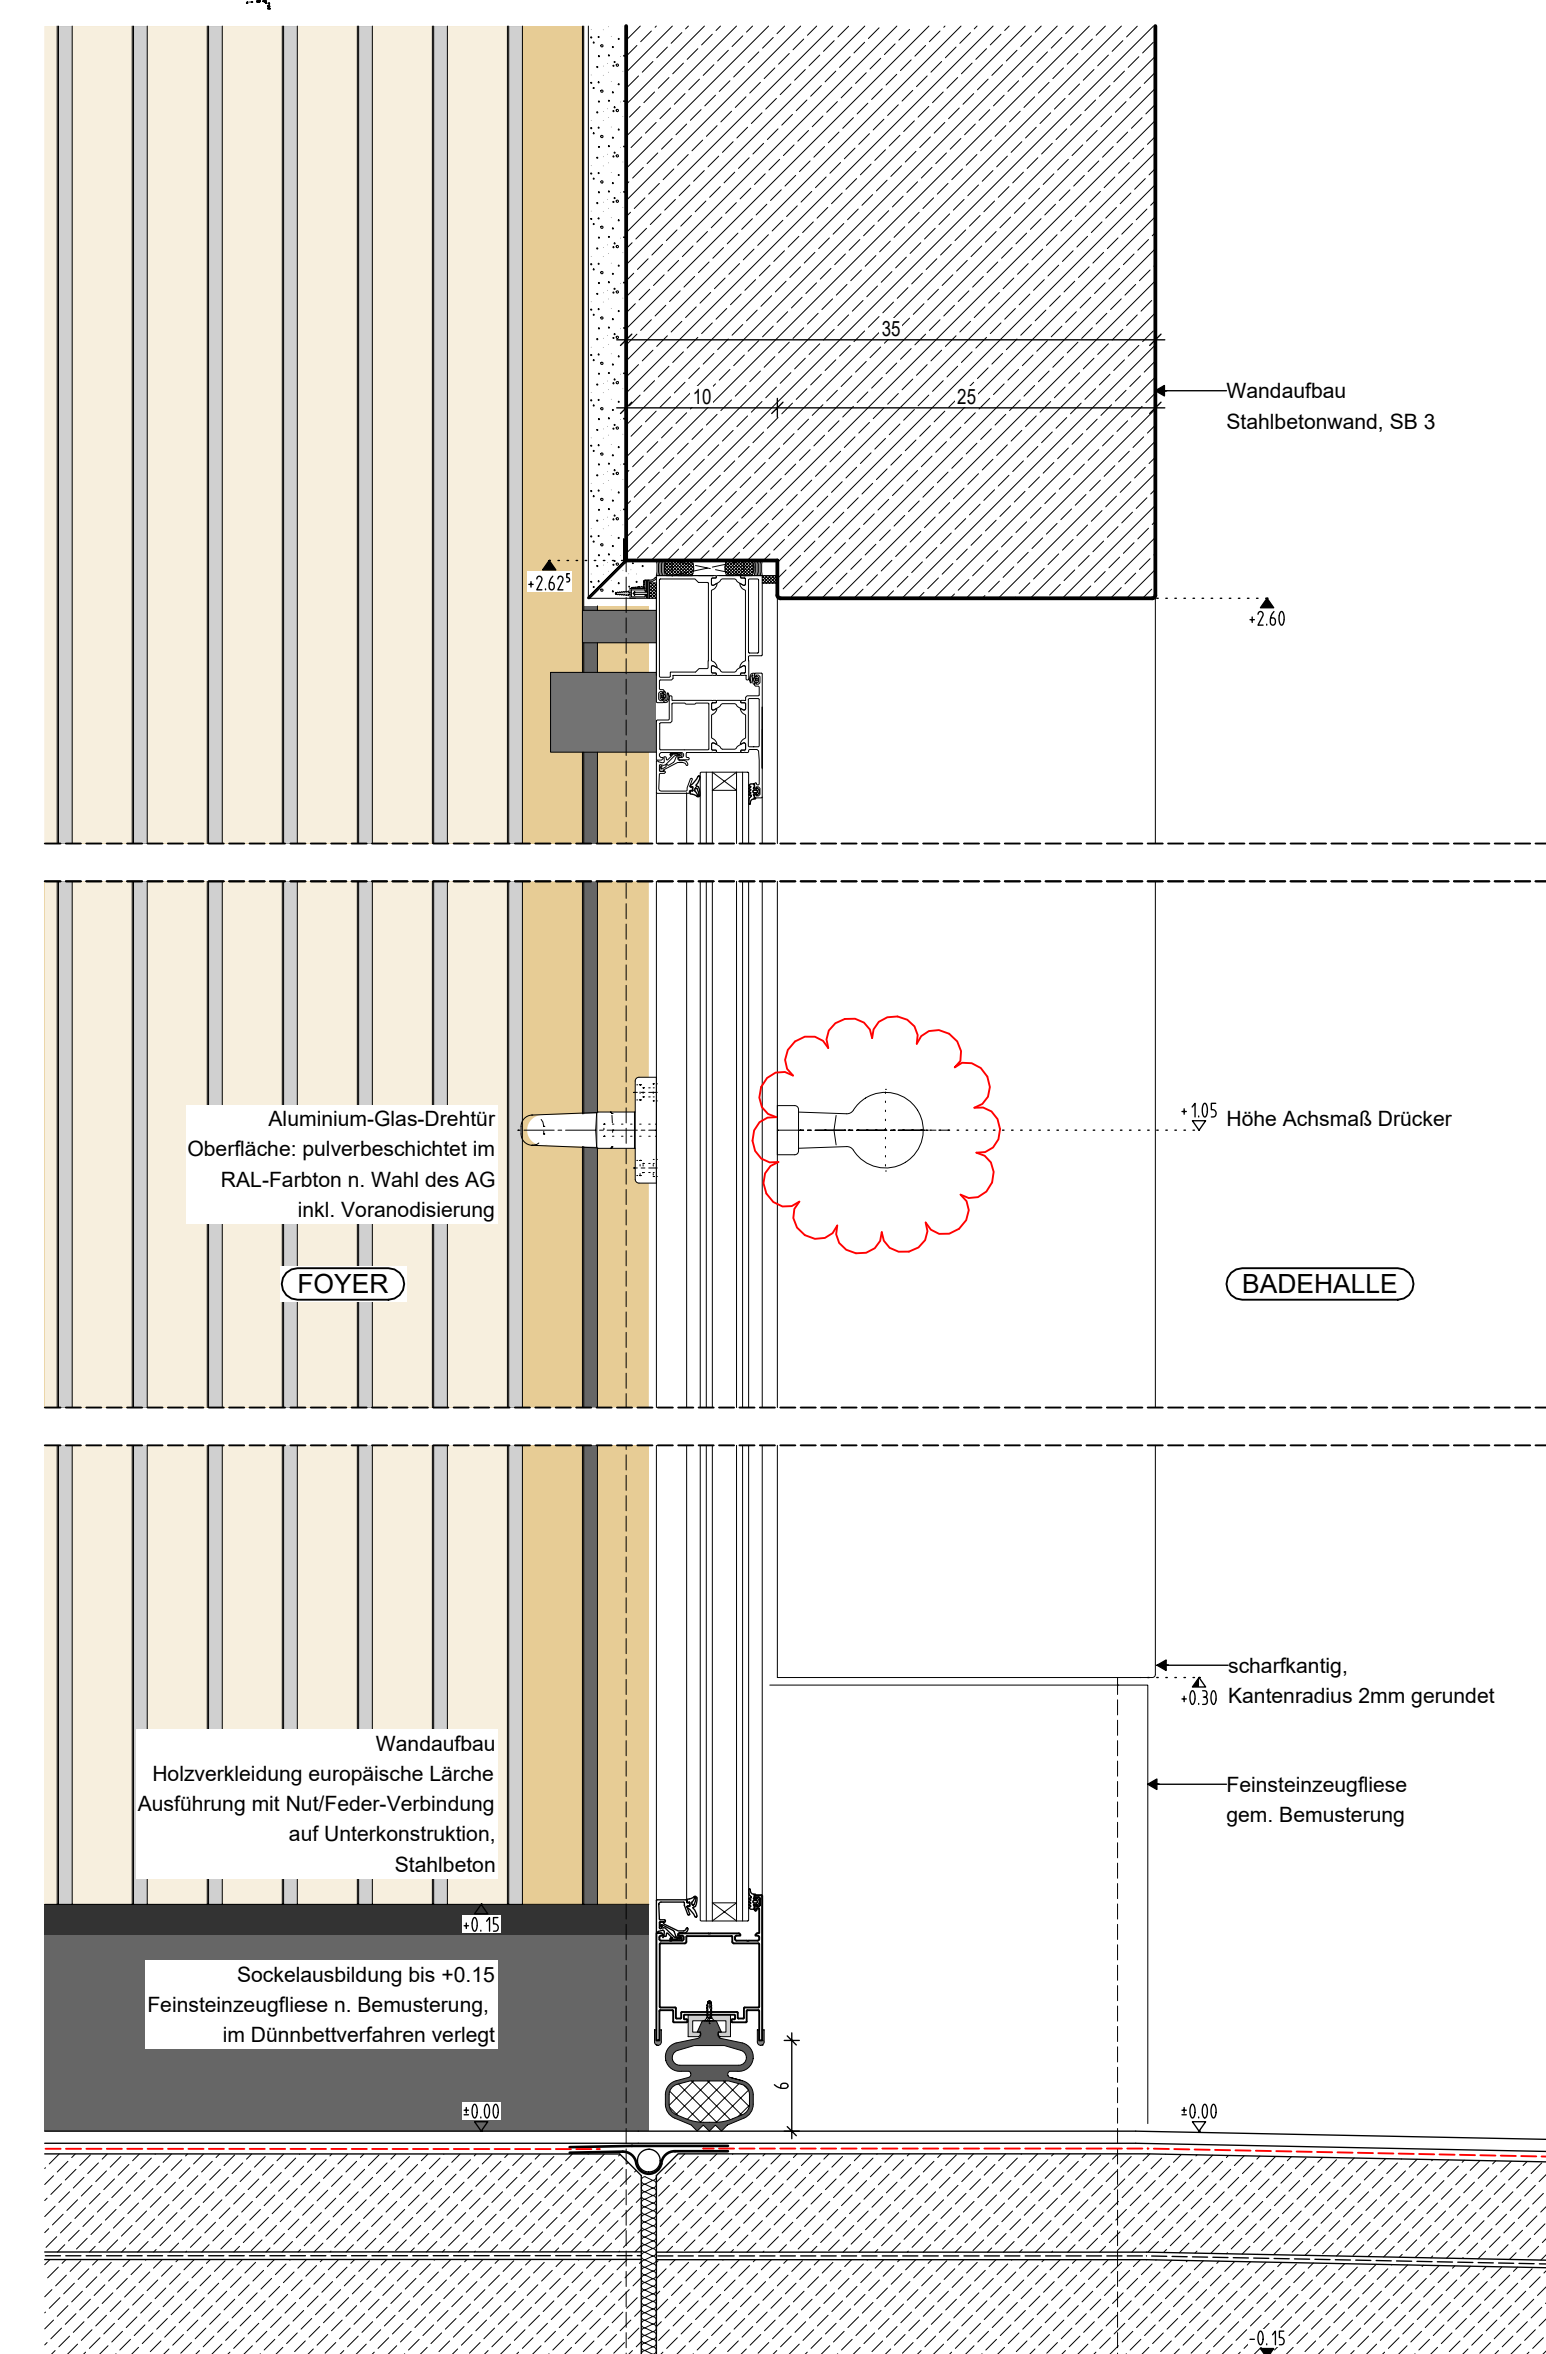 35
10
25
Wandaufbau
Stahlbetonwand, SB 3
+2.62⁵
+2.60
Aluminium-Glas-Drehtür
Oberfläche: pulverbeschichtet im
RAL-Farbton n. Wahl des AG
inkl. Voranodisierung
+1.05 Höhe Achsmaß Drücker
FOYER
BADEHALLE
scharfkantig,
+0.30 Kantenradius 2mm gerundet
Wandaufbau
Holzverkleidung europäische Lärche
Ausführung mit Nut/Feder-Verbindung
auf Unterkonstruktion,
Stahlbeton
Feinsteinzeugfliese
gem. Bemusterung
+0.15
Sockelausbildung bis +0.15
Feinsteinzeugfliese n. Bemusterung,
im Dünnbettverfahren verlegt
6
±0.00
±0.00
-0.15